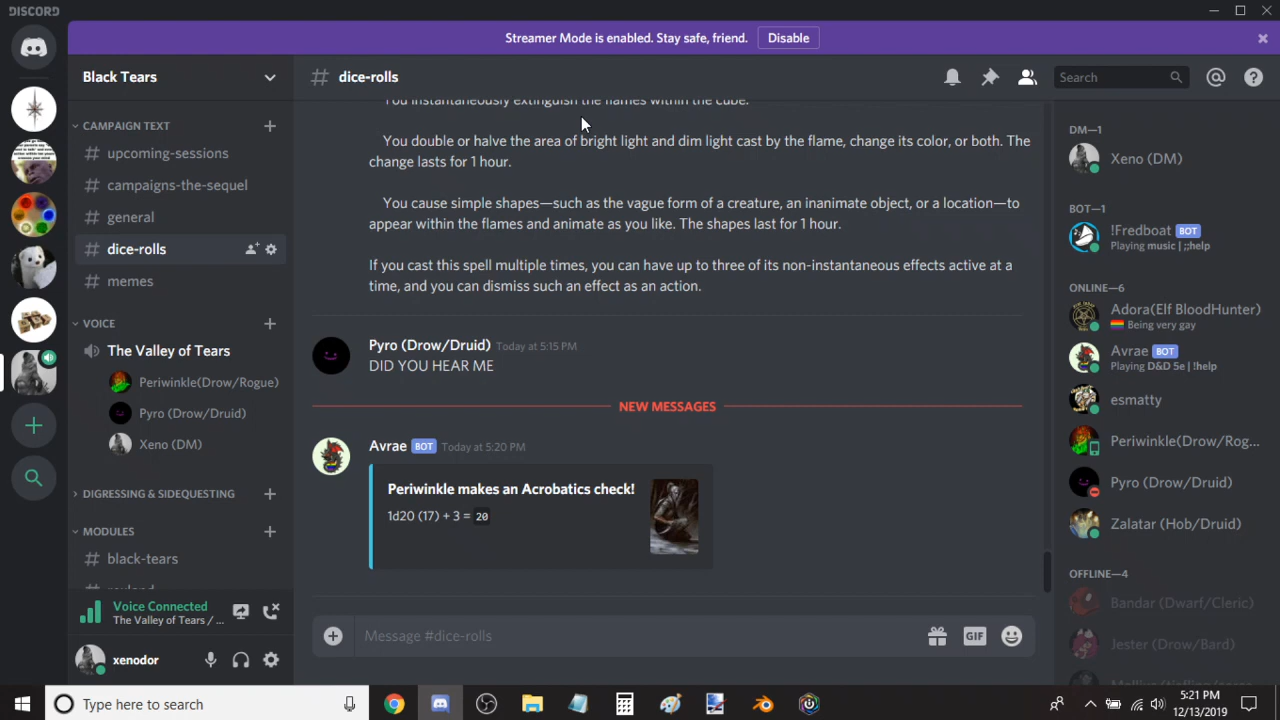 DISCORD
Streamer Mode is enabled. Stay safe, friend.
Disable
Black Tears
CAMPAIGN TEXT
upcoming-sessions
campaigns-the-sequel
general
dice-rolls
memes
VOICE
The Valley of Tears
Periwinkle(Drow/Rogue)
Pyro (Drow/Druid)
Xeno (DM)
DIGRESSING & SIDEQUESTING
MODULES
black-tears
Voice Connected
The Valley of Tears / ...
xenodor
# dice-rolls
Search
You instantaneously extinguish the flames within the cube.
You double or halve the area of bright light and dim light cast by the flame, change its color, or both. The
change lasts for 1 hour.
You cause simple shapes—such as the vague form of a creature, an inanimate object, or a location—to
appear within the flames and animate as you like. The shapes last for 1 hour.
If you cast this spell multiple times, you can have up to three of its non-instantaneous effects active at a
time, and you can dismiss such an effect as an action.
Pyro (Drow/Druid) Today at 5:15 PM
DID YOU HEAR ME
NEW MESSAGES
Avrae BOT Today at 5:20 PM
Periwinkle makes an Acrobatics check!
1d20 (17) + 3 = 20
Message #dice-rolls
GIF
DM—1
Xeno (DM)
BOT—1
!Fredboat BOT
Playing music | ;;help
ONLINE—6
Adora(Elf BloodHunter)
Being very gay
Avrae BOT
Playing D&D 5e | !help
esmatty
Periwinkle(Drow/Rog...
Pyro (Drow/Druid)
Zalatar (Hob/Druid)
OFFLINE—4
Bandar (Dwarf/Cleric)
Jester (Drow/Bard)
Type here to search
5:21 PM
12/13/2019